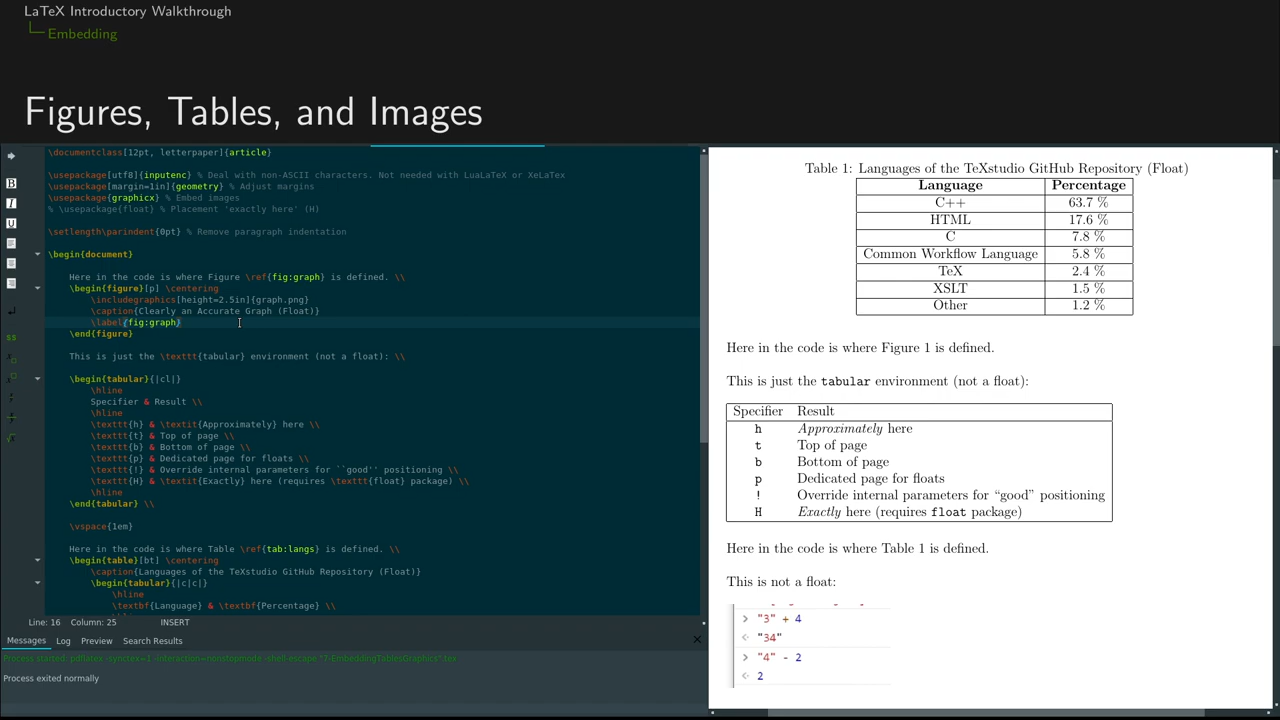 LaTeX Introductory Walkthrough
Embedding
Figures, Tables, and Images
\documentclass[12pt, letterpaper]{article}
\usepackage[utf8]{inputenc} % Deal with non-ASCII characters. Not needed with LuaLaTeX or XeLaTex
\usepackage[margin=1in]{geometry} % Adjust margins
\usepackage{graphicx} % Embed images
% \usepackage{float} % Placement 'exactly here' (H)
\setlength\parindent{0pt} % Remove paragraph indentation
\begin{document}
Here in the code is where Figure \ref{fig:graph} is defined. \\
\begin{figure}[p] \centering
\includegraphics[height=2.5in]{graph.png}
\caption{Clearly an Accurate Graph (Float)}
\label{fig:graph}
\end{figure}
This is just the \texttt{tabular} environment (not a float): \\
\begin{tabular}{|cl|}
\hline
Specifier & Result \\
\hline
\texttt{h} & \textit{Approximately} here \\
\texttt{t} & Top of page \\
\texttt{b} & Bottom of page \\
\texttt{p} & Dedicated page for floats \\
\texttt{!} & Override internal parameters for ``good'' positioning \\
\texttt{H} & \textit{Exactly} here (requires \texttt{float} package) \\
\hline
\end{tabular} \\
\vspace{1em}
Here in the code is where Table \ref{tab:langs} is defined. \\
\begin{table}[bt] \centering
\caption{Languages of the TeXstudio GitHub Repository (Float)}
\begin{tabular}{|c|c|}
\hline
\textbf{Language} & \textbf{Percentage} \\
Line: 16 Column: 25 INSERT
Messages Log Preview Search Results
Process started: pdflatex -synctex=1 -interaction=nonstopmode -shell-escape "7-EmbeddingTablesGraphics".tex
Process exited normally
Table 1: Languages of the TeXstudio GitHub Repository (Float)
Language Percentage
C++ 63.7 %
HTML 17.6 %
C 7.8 %
Common Workflow Language 5.8 %
TeX 2.4 %
XSLT 1.5 %
Other 1.2 %
Here in the code is where Figure 1 is defined.
This is just the tabular environment (not a float):
Specifier Result
h Approximately here
t Top of page
b Bottom of page
p Dedicated page for floats
! Override internal parameters for “good” positioning
H Exactly here (requires float package)
Here in the code is where Table 1 is defined.
This is not a float:
> "3" + 4
"34"
> "4" - 2
2